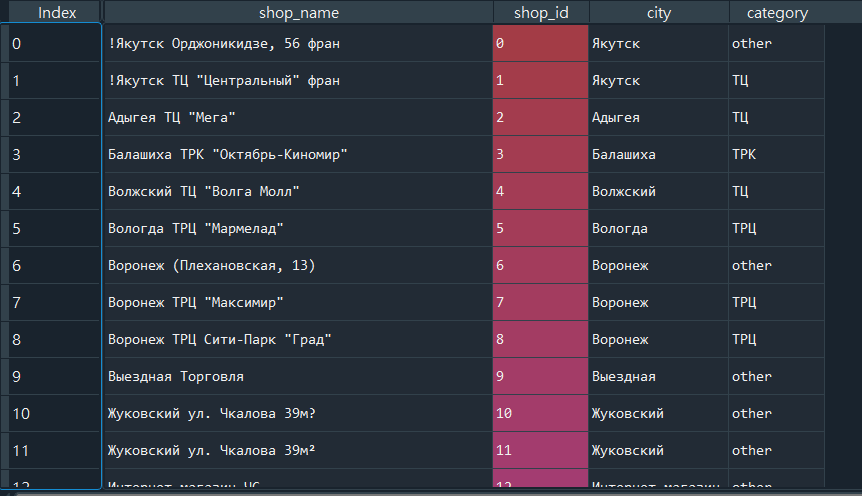 Index shop_name shop_id city category
0 !Якутск Орджоникидзе, 56 фран 0 Якутск other
1 !Якутск ТЦ "Центральный" фран 1 Якутск ТЦ
2 Адыгея ТЦ "Мега" 2 Адыгея ТЦ
3 Балашиха ТРК "Октябрь-Киномир" 3 Балашиха ТРК
4 Волжский ТЦ "Волга Молл" 4 Волжский ТЦ
5 Вологда ТРЦ "Мармелад" 5 Вологда ТРЦ
6 Воронеж (Плехановская, 13) 6 Воронеж other
7 Воронеж ТРЦ "Максимир" 7 Воронеж ТРЦ
8 Воронеж ТРЦ Сити-Парк "Град" 8 Воронеж ТРЦ
9 Выездная Торговля 9 Выездная other
10 Жуковский ул. Чкалова 39м? 10 Жуковский other
11 Жуковский ул. Чкалова 39м² 11 Жуковский other
12 Интернет-магазин ЧС 12 Интернет-магазин other